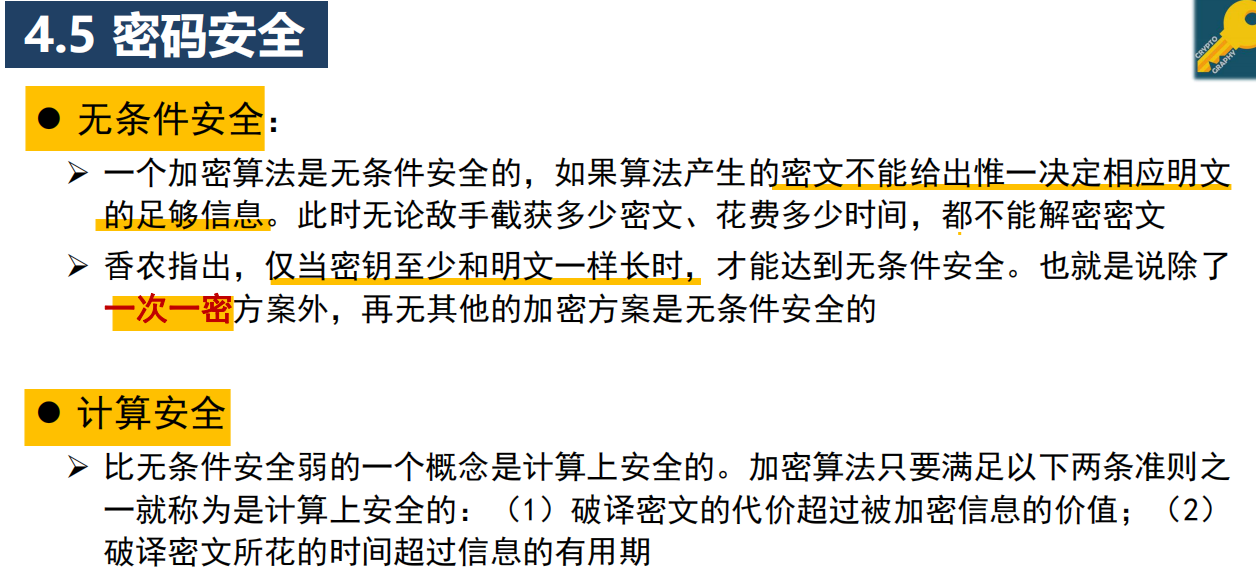 4.5 密码安全
CRYPTO
GRAPHY
● 无条件安全：
➢ 一个加密算法是无条件安全的，如果算法产生的密文不能给出惟一决定相应明文
的足够信息。此时无论敌手截获多少密文、花费多少时间，都不能解密密文
➢ 香农指出，仅当密钥至少和明文一样长时，才能达到无条件安全。也就是说除了
一次一密方案外，再无其他的加密方案是无条件安全的
● 计算安全
➢ 比无条件安全弱的一个概念是计算上安全的。加密算法只要满足以下两条准则之
一就称为是计算上安全的：（1）破译密文的代价超过被加密信息的价值；（2）
破译密文所花的时间超过信息的有用期